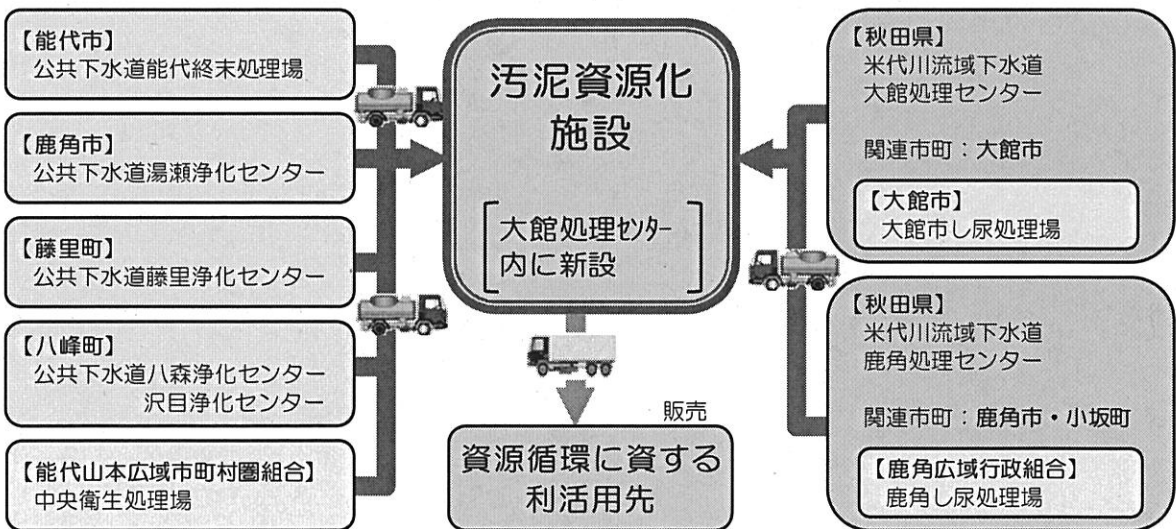 【能代市】
公共下水道能代終末処理場
【鹿角市】
公共下水道湯瀬浄化センター
【藤里町】
公共下水道藤里浄化センター
【八峰町】
公共下水道八森浄化センター
沢目浄化センター
【能代山本広域市町村圏組合】
中央衛生処理場
汚泥資源化
施設
大館処理センター
内に新設
販売
資源循環に資する
利活用先
【秋田県】
米代川流域下水道
大館処理センター
関連市町：大館市
【大館市】
大館市し尿処理場
【秋田県】
米代川流域下水道
鹿角処理センター
関連市町：鹿角市・小坂町
【鹿角広域行政組合】
鹿角し尿処理場